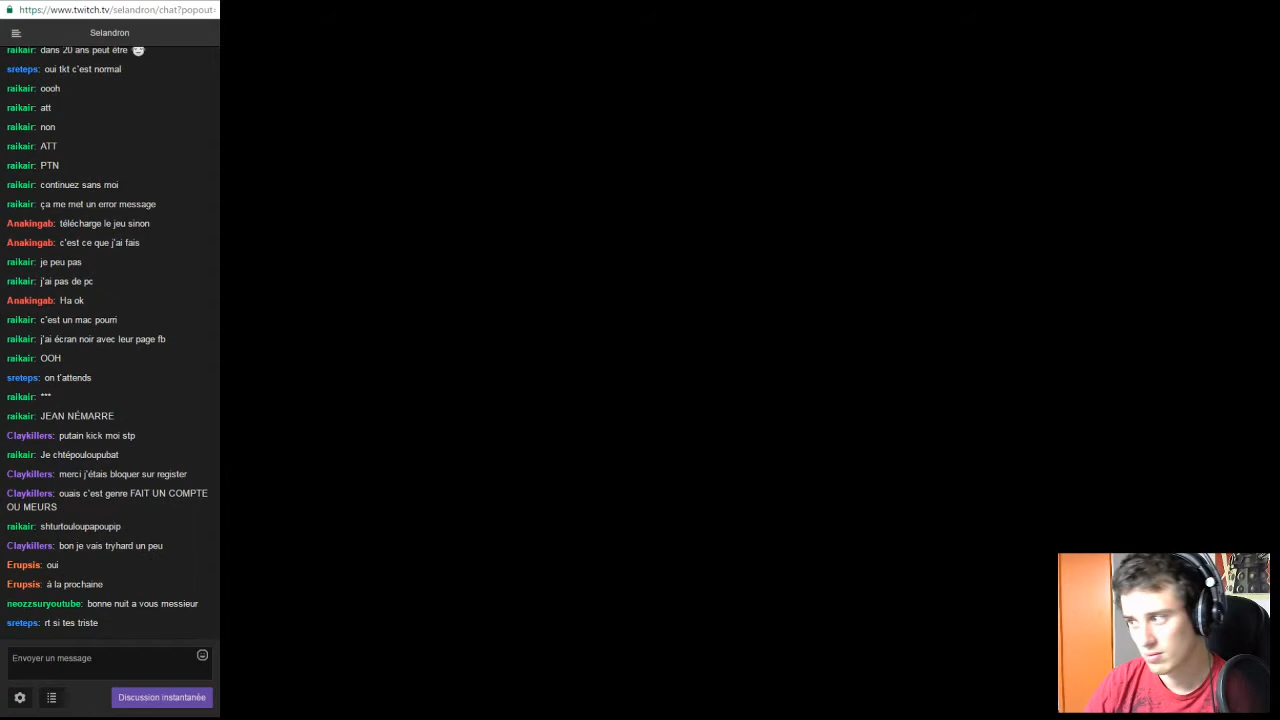 https://www.twitch.tv/selandron/chat?popout=
Selandron
raikair: dans 20 ans peut être
sreteps: oui tkt c'est normal
raikair: oooh
raikair: att
raikair: non
raikair: ATT
raikair: PTN
raikair: continuez sans moi
raikair: ça me met un error message
Anakingab: télécharge le jeu sinon
Anakingab: c'est ce que j'ai fais
raikair: je peu pas
raikair: j'ai pas de pc
Anakingab: Ha ok
raikair: c'est un mac pourri
raikair: j'ai écran noir avec leur page fb
raikair: OOH
sreteps: on t'attends
raikair: ***
raikair: JEAN NÉMARRE
Claykillers: putain kick moi stp
raikair: Je chtépouloupubat
Claykillers: merci j'étais bloquer sur register
Claykillers: ouais c'est genre FAIT UN COMPTE
OU MEURS
raikair: shturtouloupapoupip
Claykillers: bon je vais tryhard un peu
Erupsis: oui
Erupsis: à la prochaine
neozzsuryoutube: bonne nuit a vous messieur
sreteps: rt si tes triste
Envoyer un message
Discussion instantanée